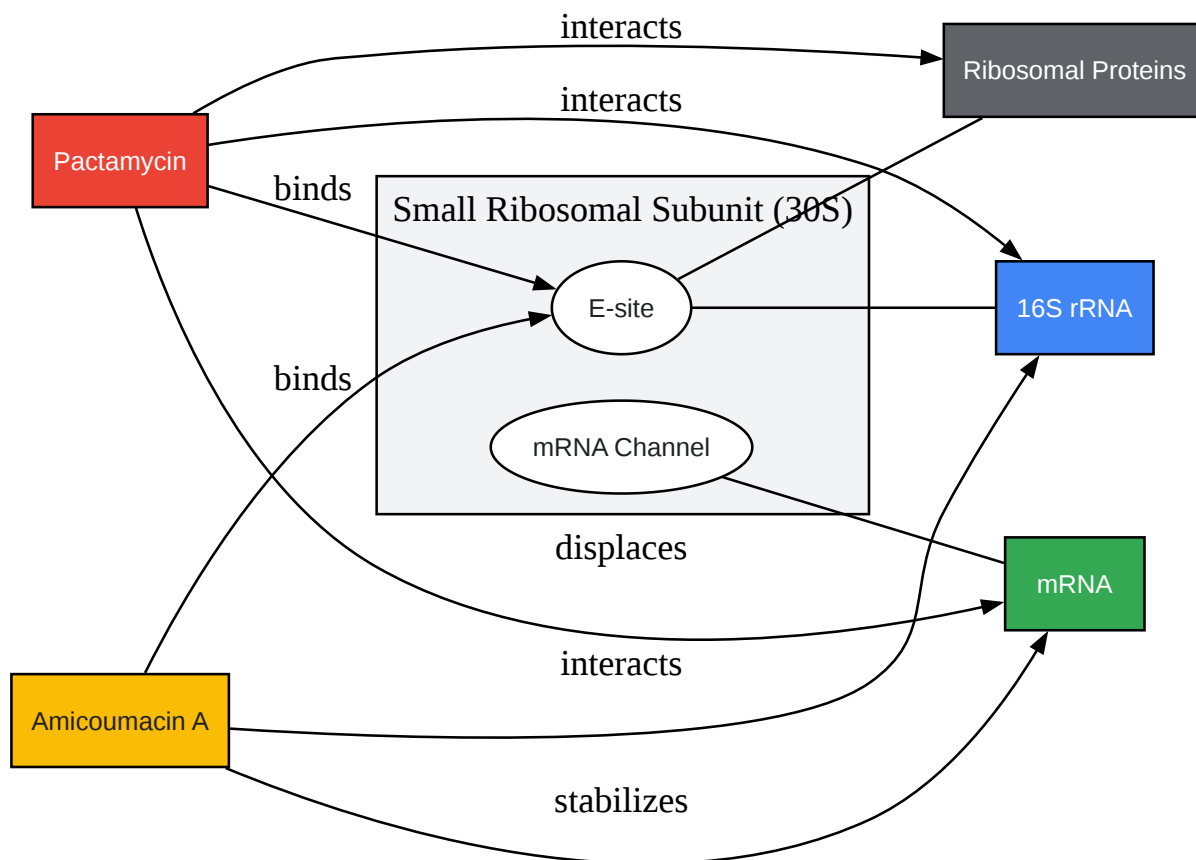 interacts
Ribosomal Proteins
interacts
Pactamycin
binds
Small Ribosomal Subunit (30S)
E-site
16S rRNA
binds
mRNA Channel
displaces
mRNA
interacts
Amicoumacin A
stabilizes